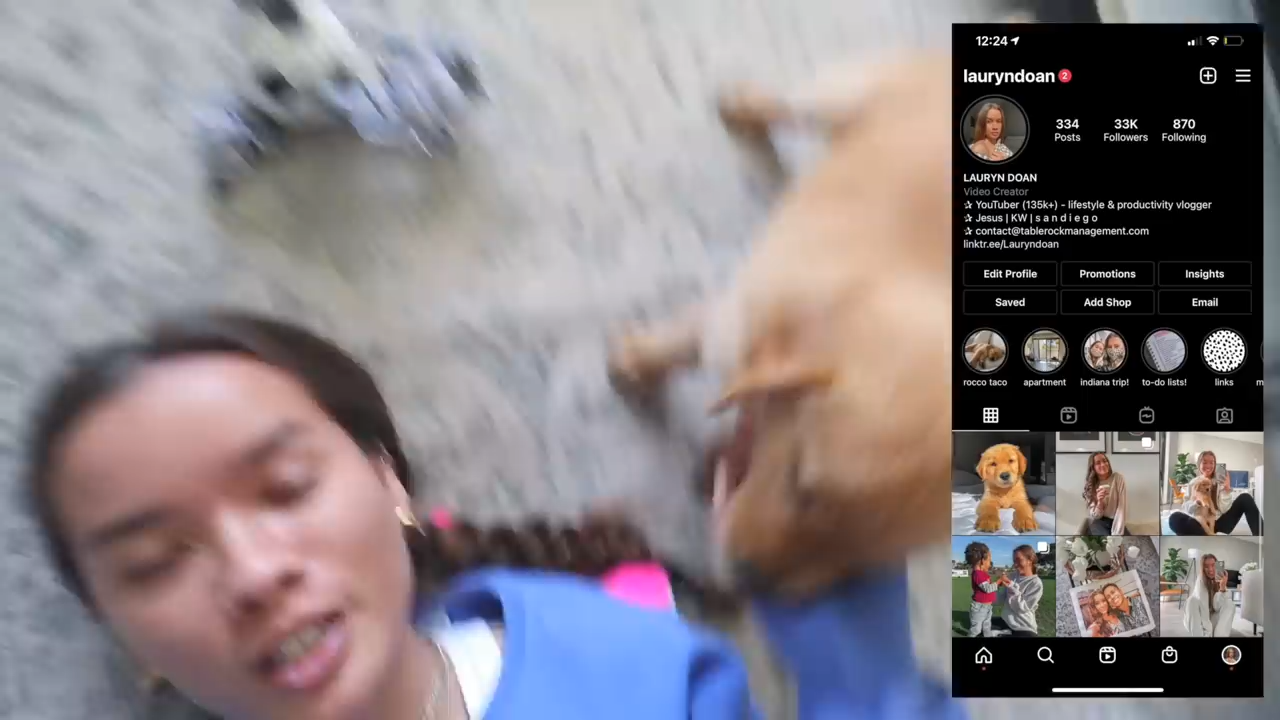 12:24
lauryndoan 2
334 33K 870
Posts Followers Following
LAURYN DOAN
Video Creator
✰ YouTuber (135k+) - lifestyle & productivity vlogger
✰ Jesus | KW | s a n d i e g o
✰ contact@tablerockmanagement.com
linktr.ee/Lauryndoan
Edit Profile Promotions Insights
Saved Add Shop Email
rocco taco apartment indiana trip! to-do lists! links m